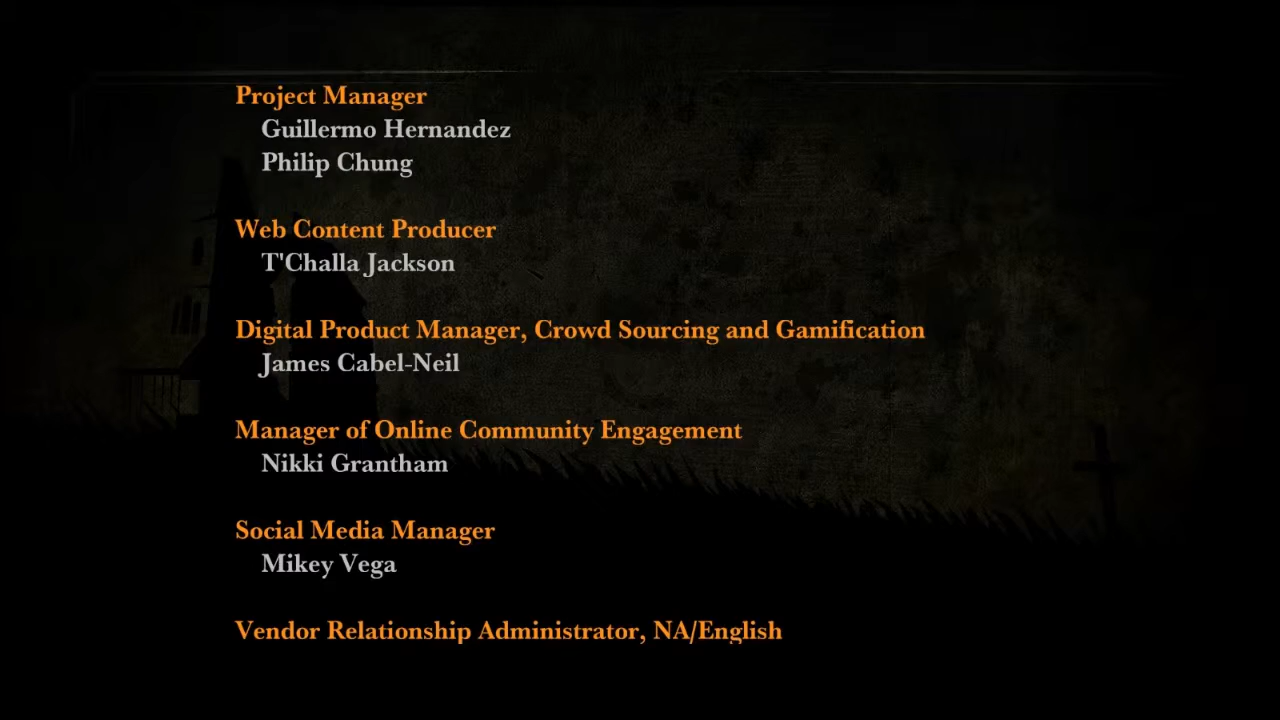 Project Manager
Guillermo Hernandez
Philip Chung
Web Content Producer
T'Challa Jackson
Digital Product Manager, Crowd Sourcing and Gamification
James Cabel-Neil
Manager of Online Community Engagement
Nikki Grantham
Social Media Manager
Mikey Vega
Vendor Relationship Administrator, NA/English